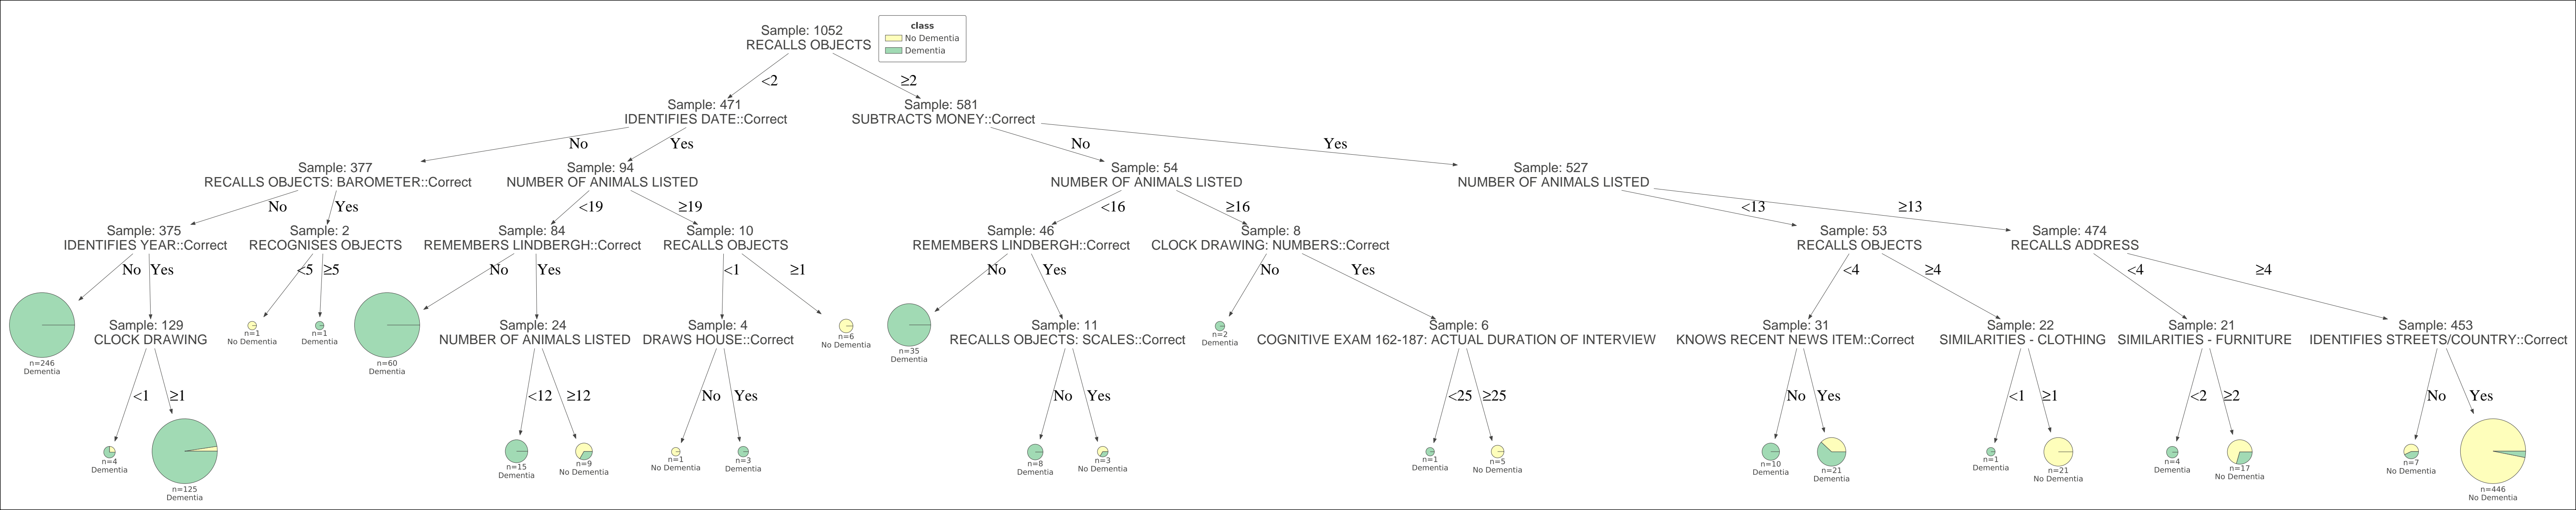 Sample: 1052
RECALLS OBJECTS
class
No Dementia
Dementia
<2
≥2
Sample: 471
IDENTIFIES DATE::Correct
Sample: 581
SUBTRACTS MONEY::Correct
No
Yes
No
Yes
Sample: 377
RECALLS OBJECTS: BAROMETER::Correct
Sample: 94
NUMBER OF ANIMALS LISTED
Sample: 54
NUMBER OF ANIMALS LISTED
Sample: 527
NUMBER OF ANIMALS LISTED
No
Yes
<19
≥19
<16
≥16
<13
≥13
Sample: 375
IDENTIFIES YEAR::Correct
Sample: 2
RECOGNISES OBJECTS
Sample: 84
REMEMBERS LINDBERGH::Correct
Sample: 10
RECALLS OBJECTS
Sample: 46
REMEMBERS LINDBERGH::Correct
Sample: 8
CLOCK DRAWING: NUMBERS::Correct
Sample: 53
RECALLS OBJECTS
Sample: 474
RECALLS ADDRESS
No
Yes
<5
≥5
No
Yes
<1
≥1
No
Yes
No
Yes
<4
≥4
<4
≥4
n=246
Dementia
Sample: 129
CLOCK DRAWING
n=1
No Dementia
n=1
Dementia
n=60
Dementia
Sample: 24
NUMBER OF ANIMALS LISTED
Sample: 4
DRAWS HOUSE::Correct
n=6
No Dementia
n=35
Dementia
Sample: 11
RECALLS OBJECTS: SCALES::Correct
n=2
Dementia
Sample: 6
COGNITIVE EXAM 162-187: ACTUAL DURATION OF INTERVIEW
Sample: 31
KNOWS RECENT NEWS ITEM::Correct
Sample: 22
SIMILARITIES - CLOTHING
Sample: 21
SIMILARITIES - FURNITURE
Sample: 453
IDENTIFIES STREETS/COUNTRY::Correct
<1
≥1
<12
≥12
No
Yes
No
Yes
<25
≥25
No
Yes
<1
≥1
<2
≥2
No
Yes
n=4
Dementia
n=125
Dementia
n=15
Dementia
n=9
No Dementia
n=1
No Dementia
n=3
Dementia
n=8
Dementia
n=3
No Dementia
n=1
Dementia
n=5
No Dementia
n=10
Dementia
n=21
Dementia
n=1
Dementia
n=21
No Dementia
n=4
Dementia
n=17
No Dementia
n=7
No Dementia
n=446
No Dementia